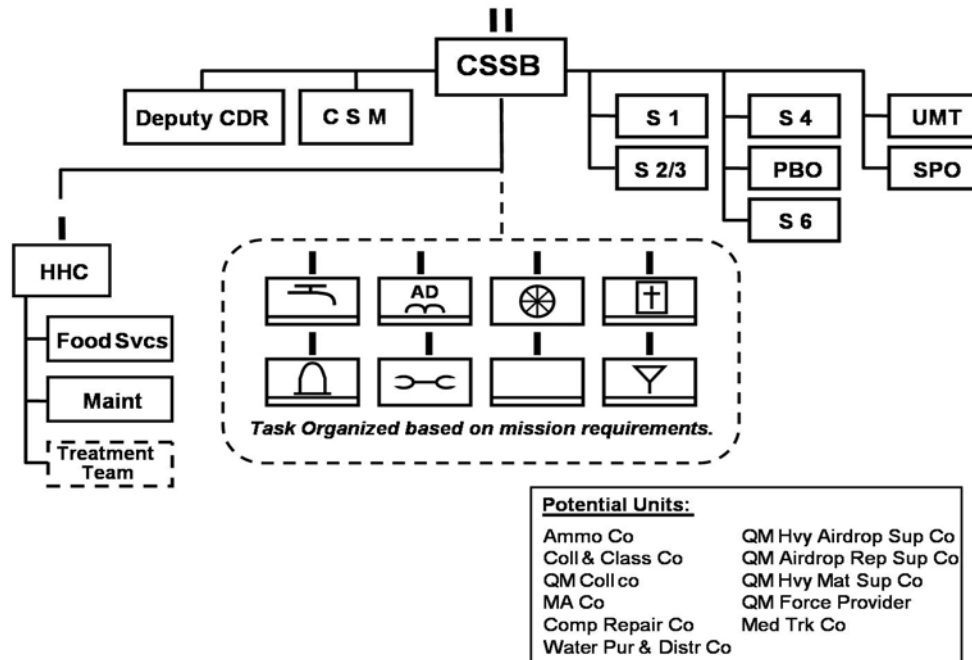 CSSB
Deputy CDR
C S M
S 1
S 4
UMT
S 2/3
PBO
SPO
S 6
HHC
AD
Food Svcs
Maint
Treatment
Team
Task Organized based on mission requirements.
Potential Units:
Ammo Co
Coll & Class Co
QM Coll co
MA Co
Comp Repair Co
Water Pur & Distr Co
QM Hvy Airdrop Sup Co
QM Airdrop Rep Sup Co
QM Hvy Mat Sup Co
QM Force Provider
Med Trk Co